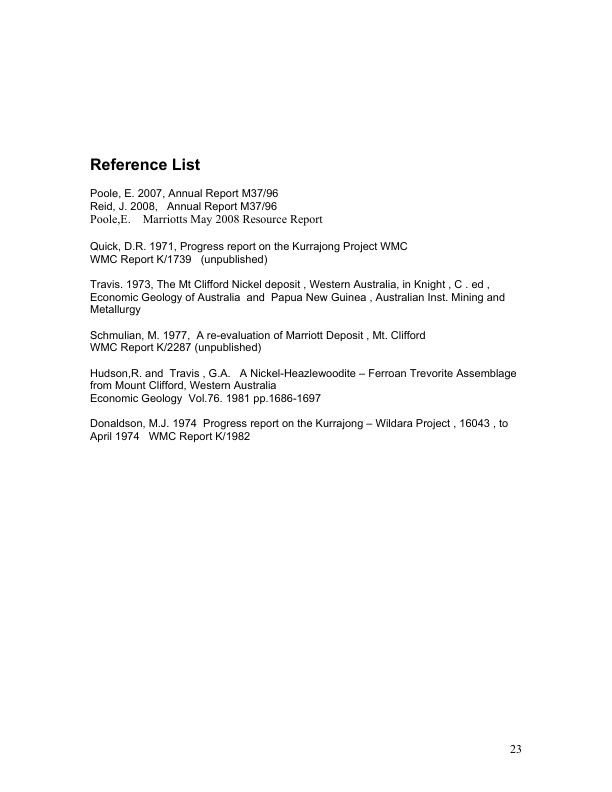 Reference List
Poole, E. 2007, Annual Report M37/96
Reid, J. 2008,   Annual Report M37/96
Poole,E.    Marriotts May 2008 Resource Report
Quick, D.R. 1971, Progress report on the Kurrajong Project WMC
WMC Report K/1739   (unpublished)
Travis. 1973, The Mt Clifford Nickel deposit , Western Australia, in Knight , C . ed ,
Economic Geology of Australia  and  Papua New Guinea , Australian Inst. Mining and
Metallurgy
Schmulian, M. 1977,  A re-evaluation of Marriott Deposit , Mt. Clifford
WMC Report K/2287 (unpublished)
Hudson,R. and  Travis , G.A.   A Nickel-Heazlewoodite – Ferroan Trevorite Assemblage
from Mount Clifford, Western Australia
Economic Geology  Vol.76. 1981 pp.1686-1697
Donaldson, M.J. 1974  Progress report on the Kurrajong – Wildara Project , 16043 , to
April 1974   WMC Report K/1982
23